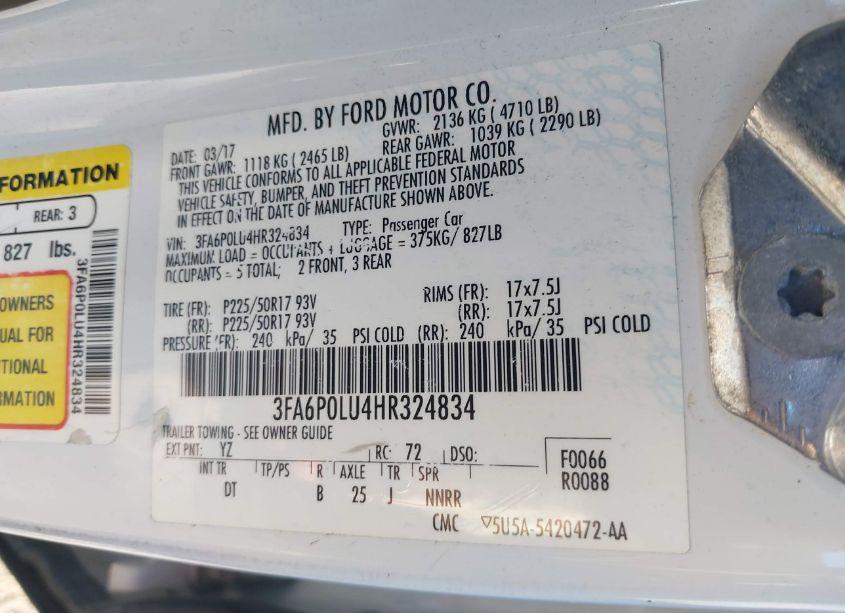 MFD. BY FORD MOTOR CO.
DATE: 03/17 GVWR: 2136 KG ( 4710 LB)
FRONT GAWR: 1118 KG ( 2465 LB) REAR GAWR: 1039 KG ( 2290 LB)
THIS VEHICLE CONFORMS TO ALL APPLICABLE FEDERAL MOTOR
VEHICLE SAFETY, BUMPER, AND THEFT PREVENTION STANDARDS
IN EFFECT ON THE DATE OF MANUFACTURE SHOWN ABOVE.
VIN: 3FA6P0LU4HR324834 TYPE: Passenger Car
MAXIMUM LOAD = OCCUPANTS + LUGGAGE = 375KG/ 827LB
OCCUPANTS = 5 TOTAL; 2 FRONT, 3 REAR
TIRE (FR): P225/50R17 93V RIMS (FR): 17x7.5J
(RR): P225/50R17 93V (RR): 17x7.5J
PRESSURE (FR): 240 kPa/ 35 PSI COLD (RR): 240 kPa/ 35 PSI COLD
3FA6P0LU4HR324834
TRAILER TOWING - SEE OWNER GUIDE
EXT PNT: YZ RC: 72 DSO: F0066
INT TR TP/PS R AXLE TR SPR R0088
DT B 25 J NNRR
CMC ▽5U5A-5420472-AA
FORMATION
REAR: 3
827 lbs.
OWNERS
UAL FOR
TIONAL
RMATION
3FA6P0LU4HR324834